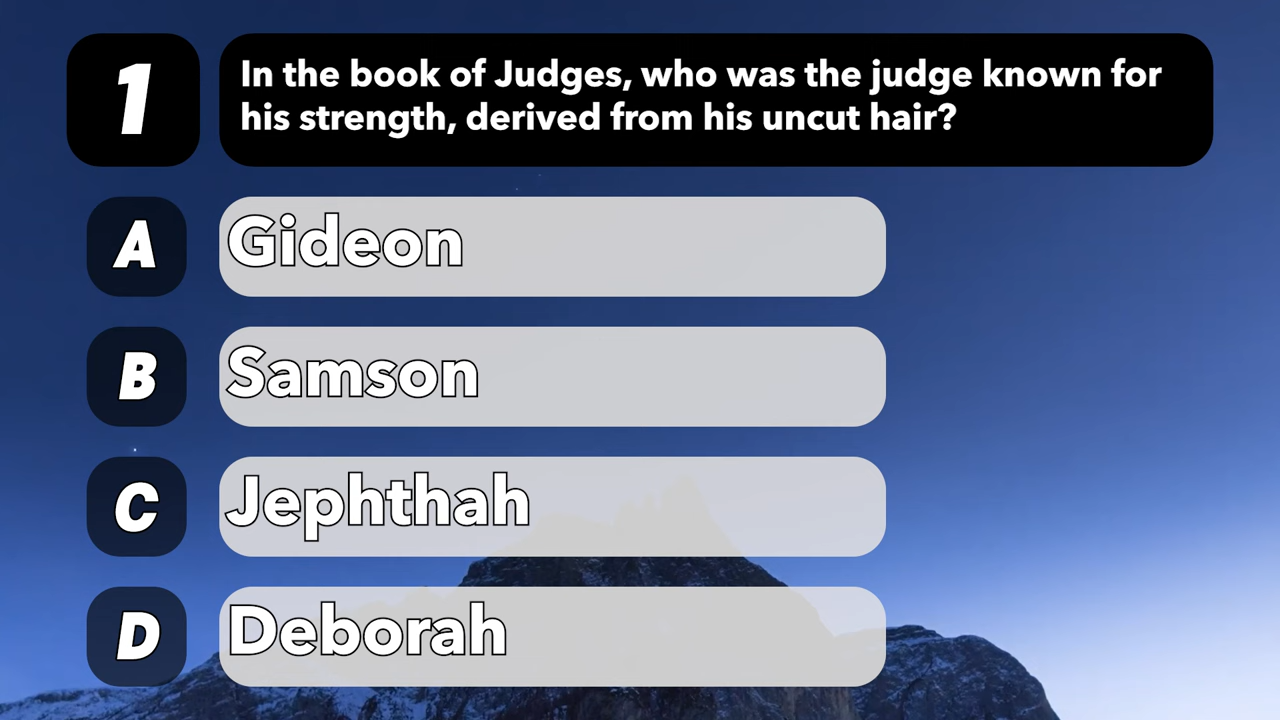 1
In the book of Judges, who was the judge known for
his strength, derived from his uncut hair?
A
Gideon
B
Samson
C
Jephthah
D
Deborah